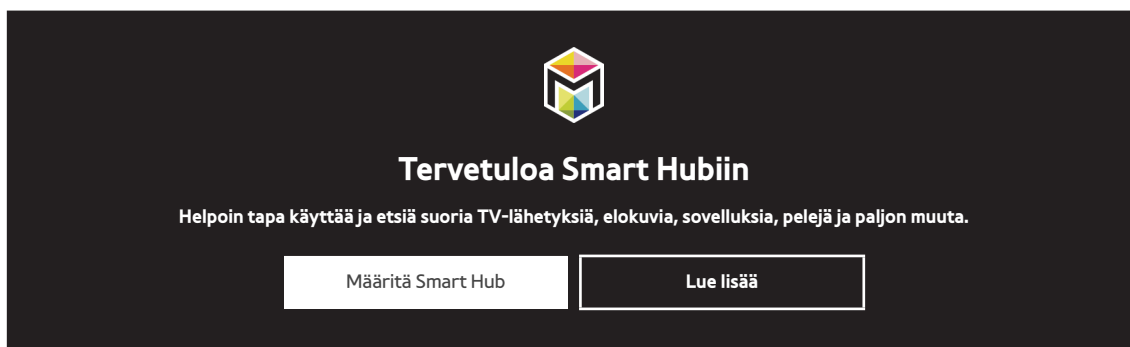 Tervetuloa Smart Hubiin
Helpoin tapa käyttää ja etsiä suoria TV-lähetyksiä, elokuvia, sovelluksia, pelejä ja paljon muuta.
Määritä Smart Hub
Lue lisää